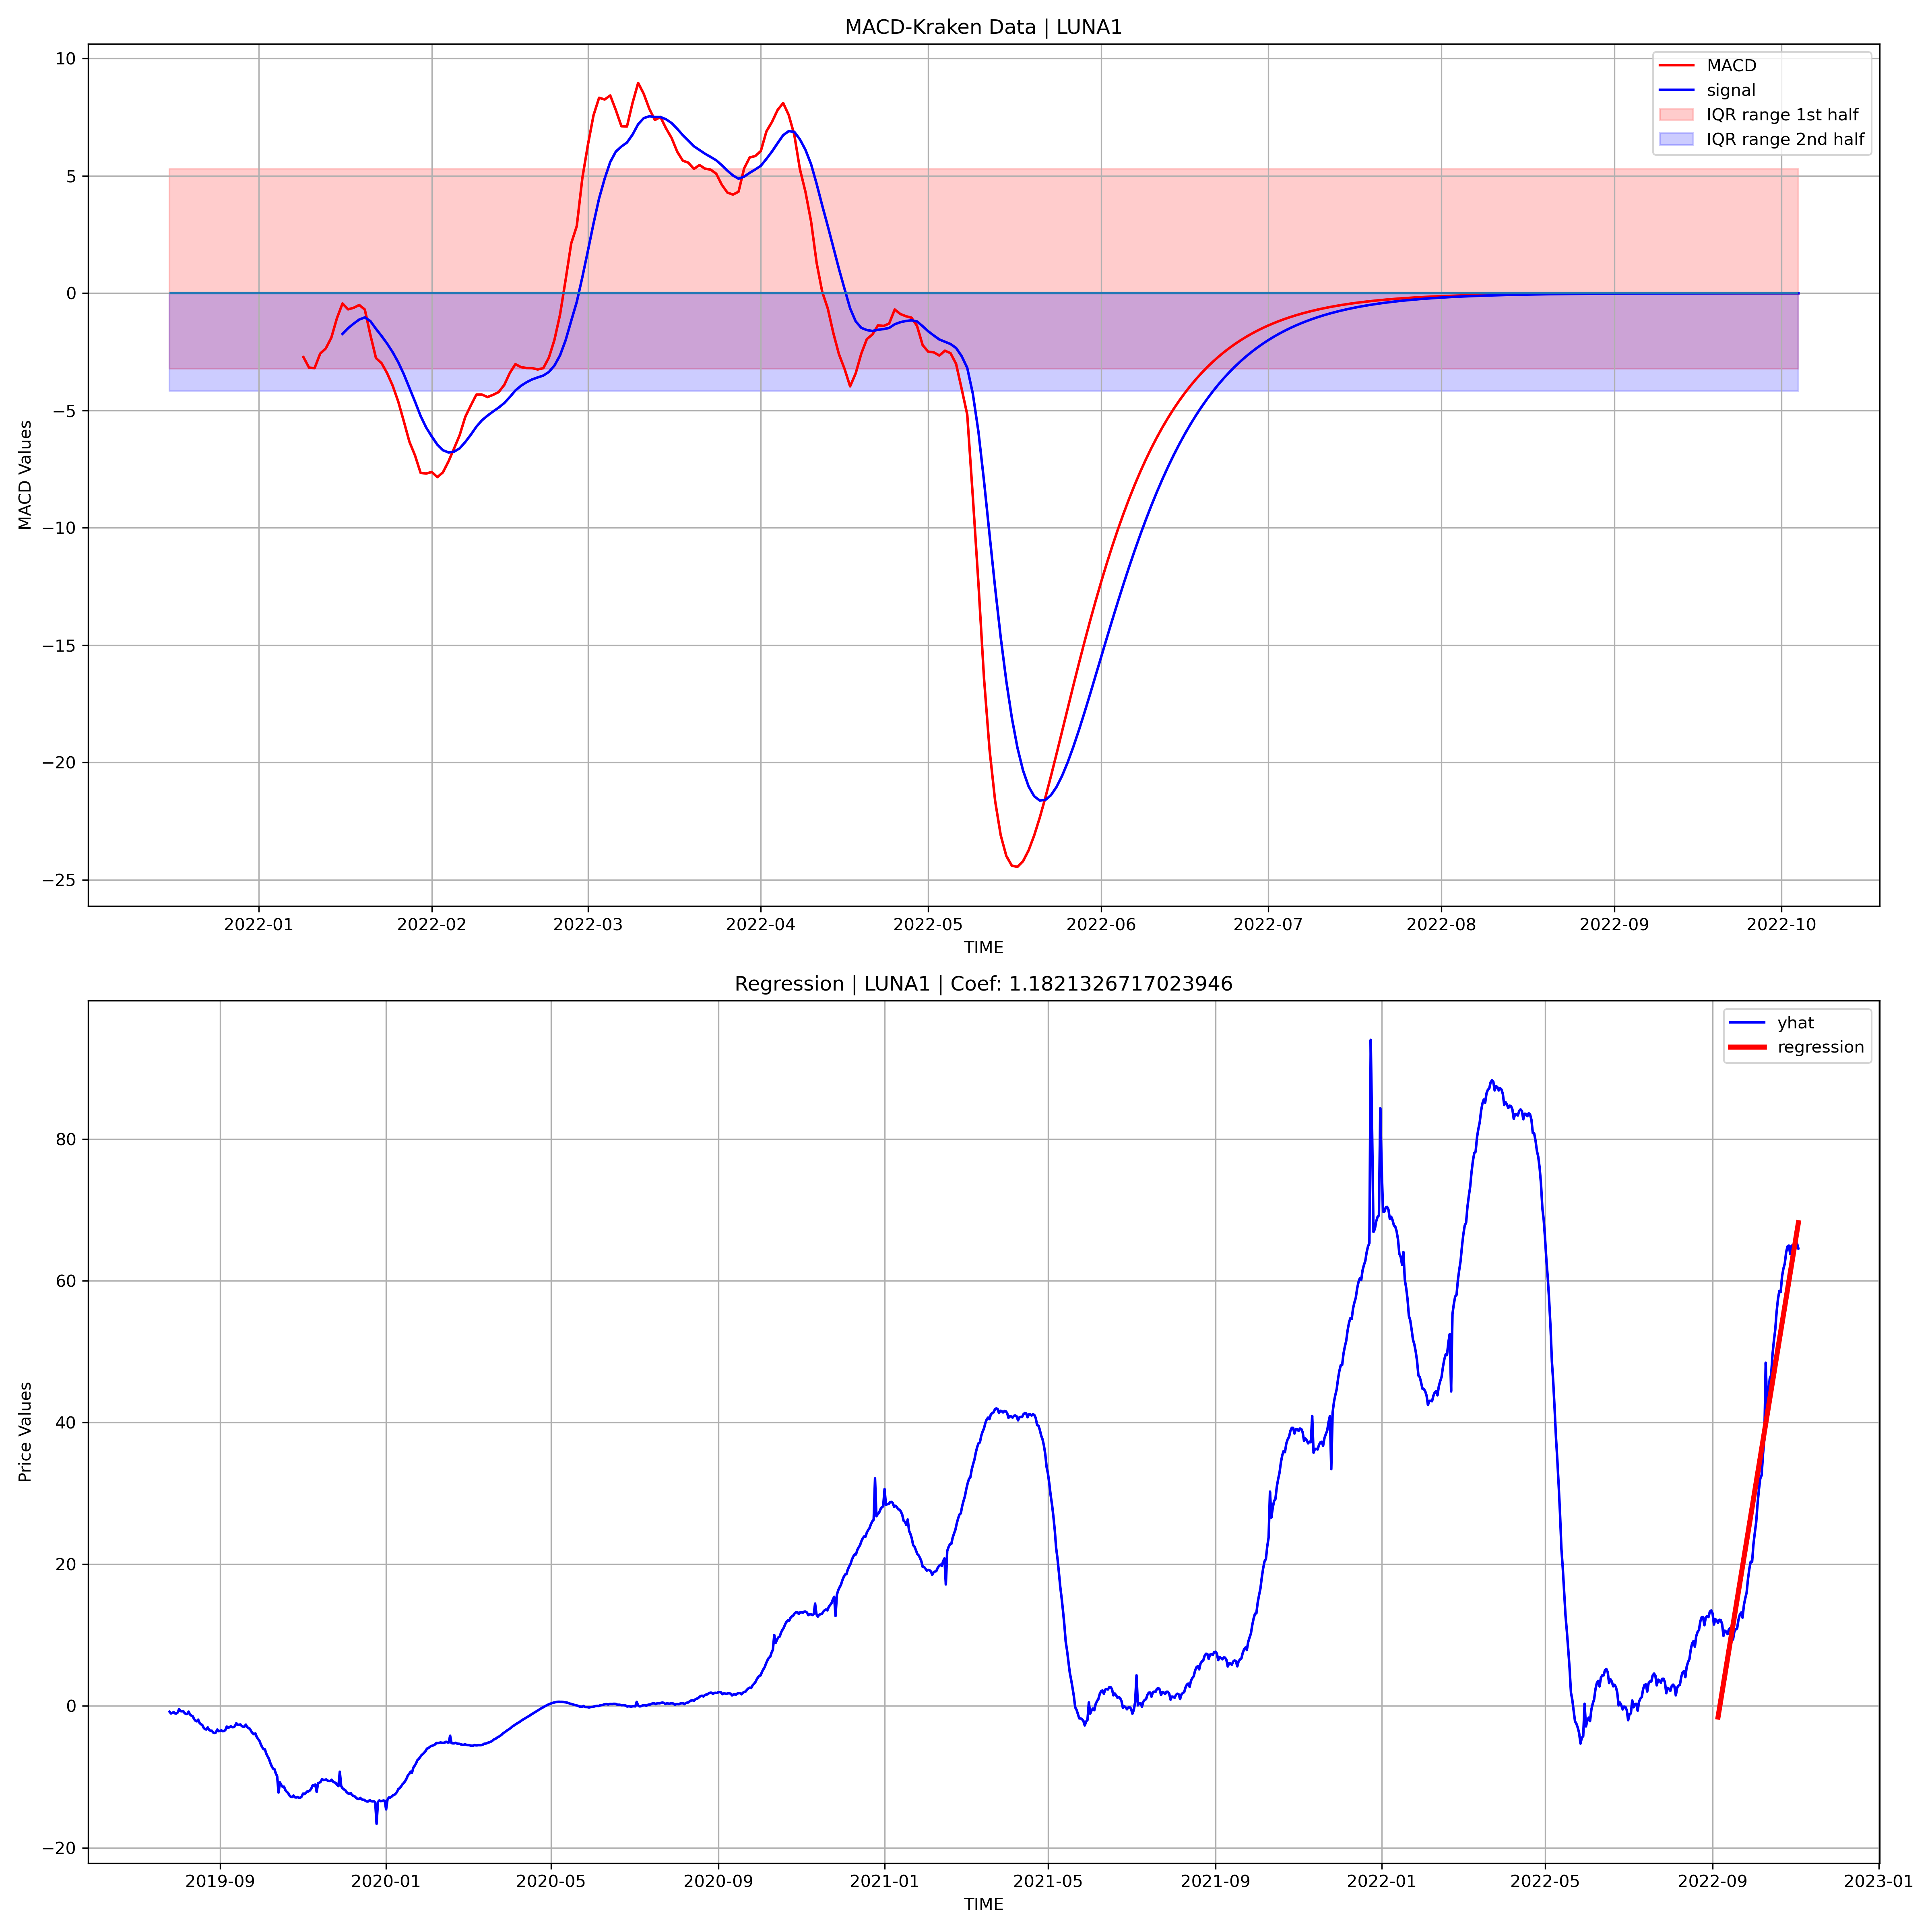 MACD-Kraken Data | LUNA1
MACD
signal
IQR range 1st half
IQR range 2nd half
MACD Values
10
5
0
−5
−10
−15
−20
−25
2022-01
2022-02
2022-03
2022-04
2022-05
2022-06
2022-07
2022-08
2022-09
2022-10
TIME
Regression | LUNA1 | Coef: 1.1821326717023946
yhat
regression
Price Values
80
60
40
20
0
−20
2019-09
2020-01
2020-05
2020-09
2021-01
2021-05
2021-09
2022-01
2022-05
2022-09
2023-01
TIME